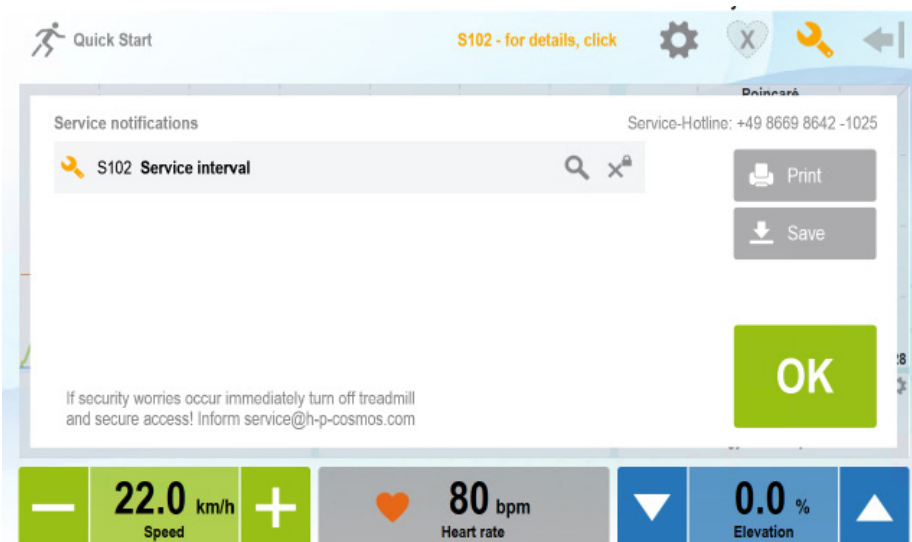 Quick Start
S102 - for details, click
X
Poincaré
Service notifications
Service-Hotline: +49 8669 8642 -1025
S102 Service interval
Print
Save
OK
28
If security worries occur immediately turn off treadmill
and secure access! Inform service@h-p-cosmos.com
22.0 km/h
Speed
80 bpm
Heart rate
0.0 %
Elevation